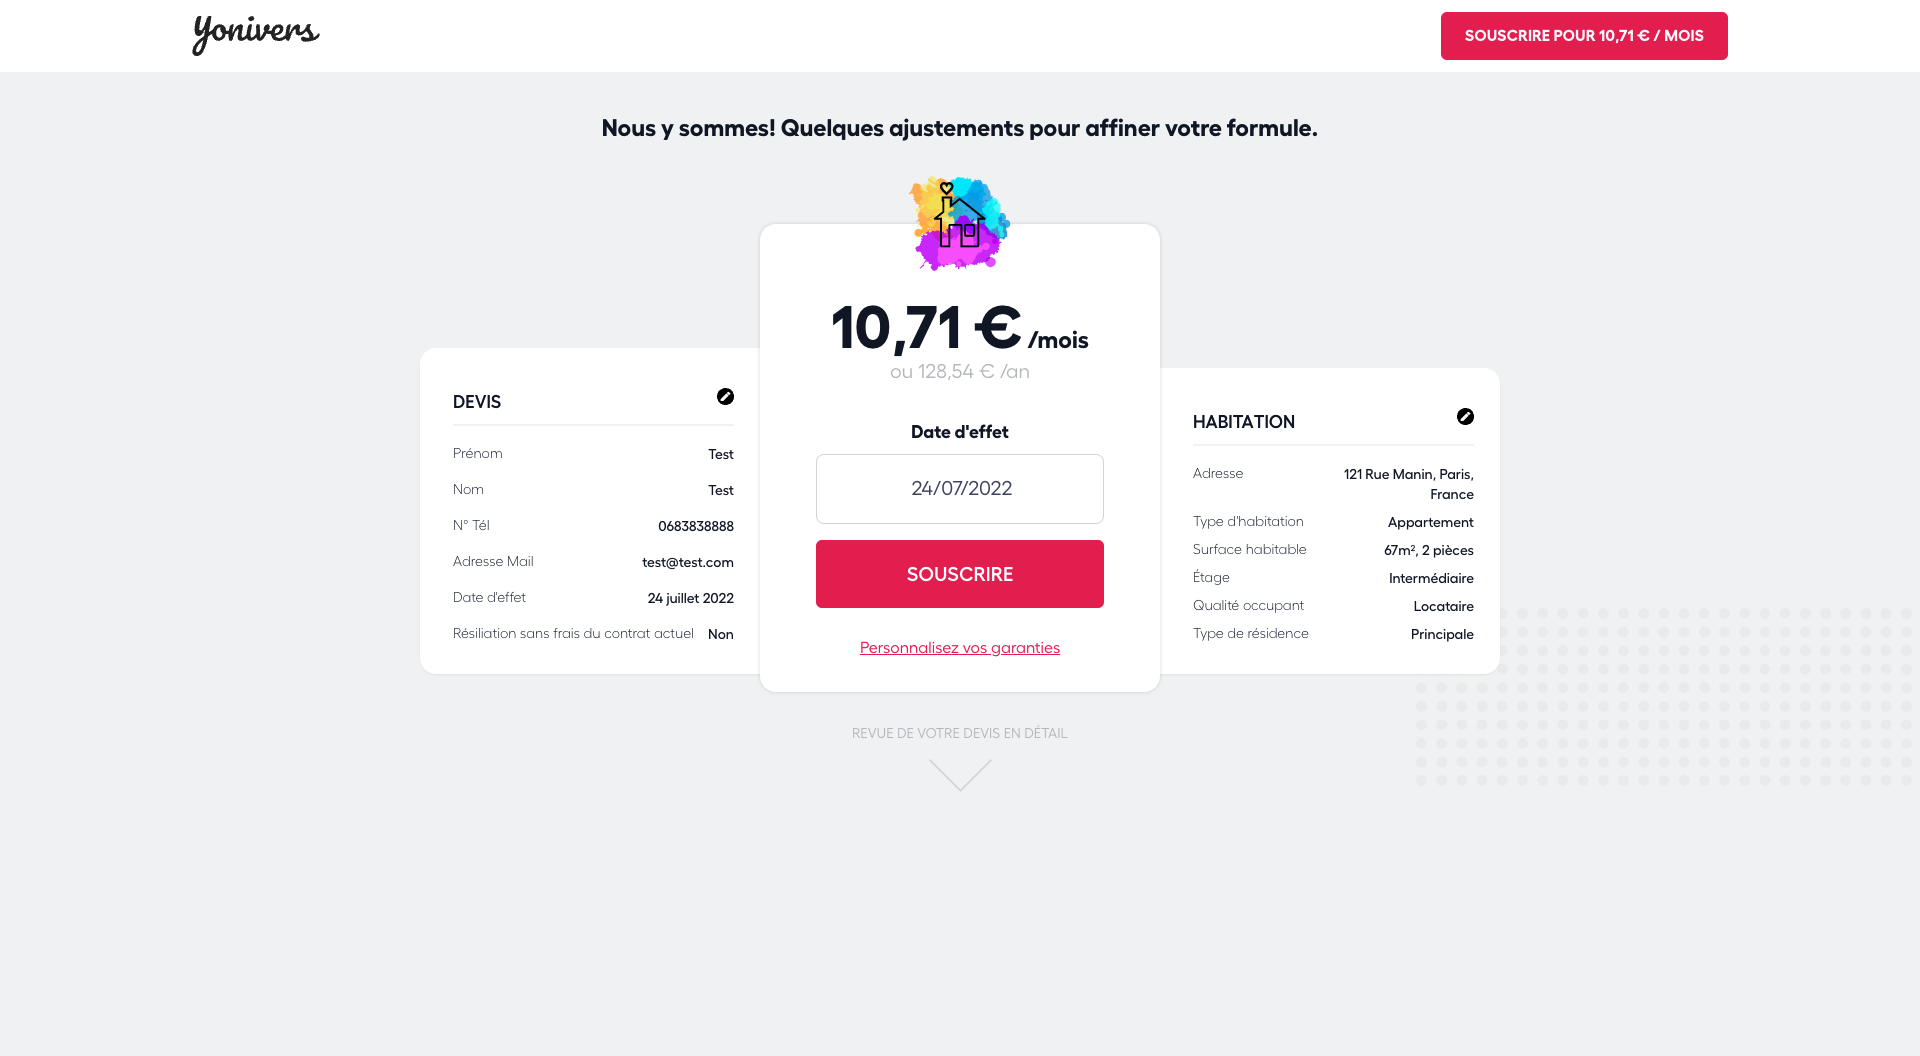 Yonivers
SOUSCRIRE POUR 10,71 € / MOIS
Nous y sommes! Quelques ajustements pour affiner votre formule.
DEVIS
Prénom Test
Nom Test
N° Tél 0683838888
Adresse Mail test@test.com
Date d'effet 24 juillet 2022
Résiliation sans frais du contrat actuel Non
10,71 € /mois
ou 128,54 € /an
Date d'effet
24/07/2022
SOUSCRIRE
Personnalisez vos garanties
HABITATION
Adresse 121 Rue Manin, Paris,
France
Type d'habitation Appartement
Surface habitable 67m², 2 pièces
Étage Intermédiaire
Qualité occupant Locataire
Type de résidence Principale
REVUE DE VOTRE DEVIS EN DÉTAIL